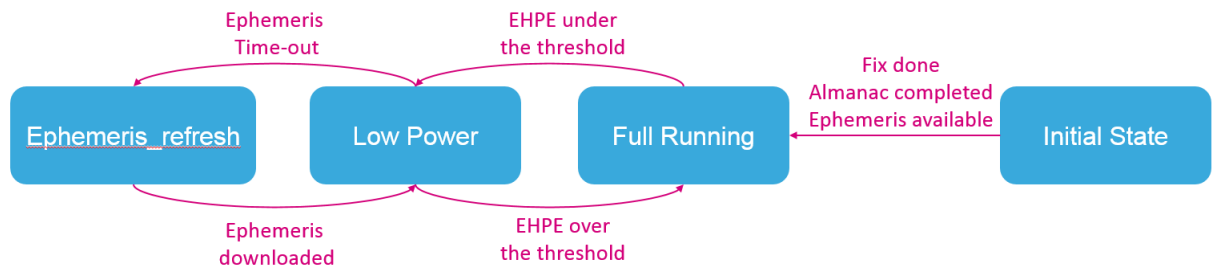 Ephemeris
Time-out
EHPE under
the threshold
Fix done
Almanac completed
Ephemeris available
Ephemeris_refresh
Low Power
Full Running
Initial State
Ephemeris
downloaded
EHPE over
the threshold